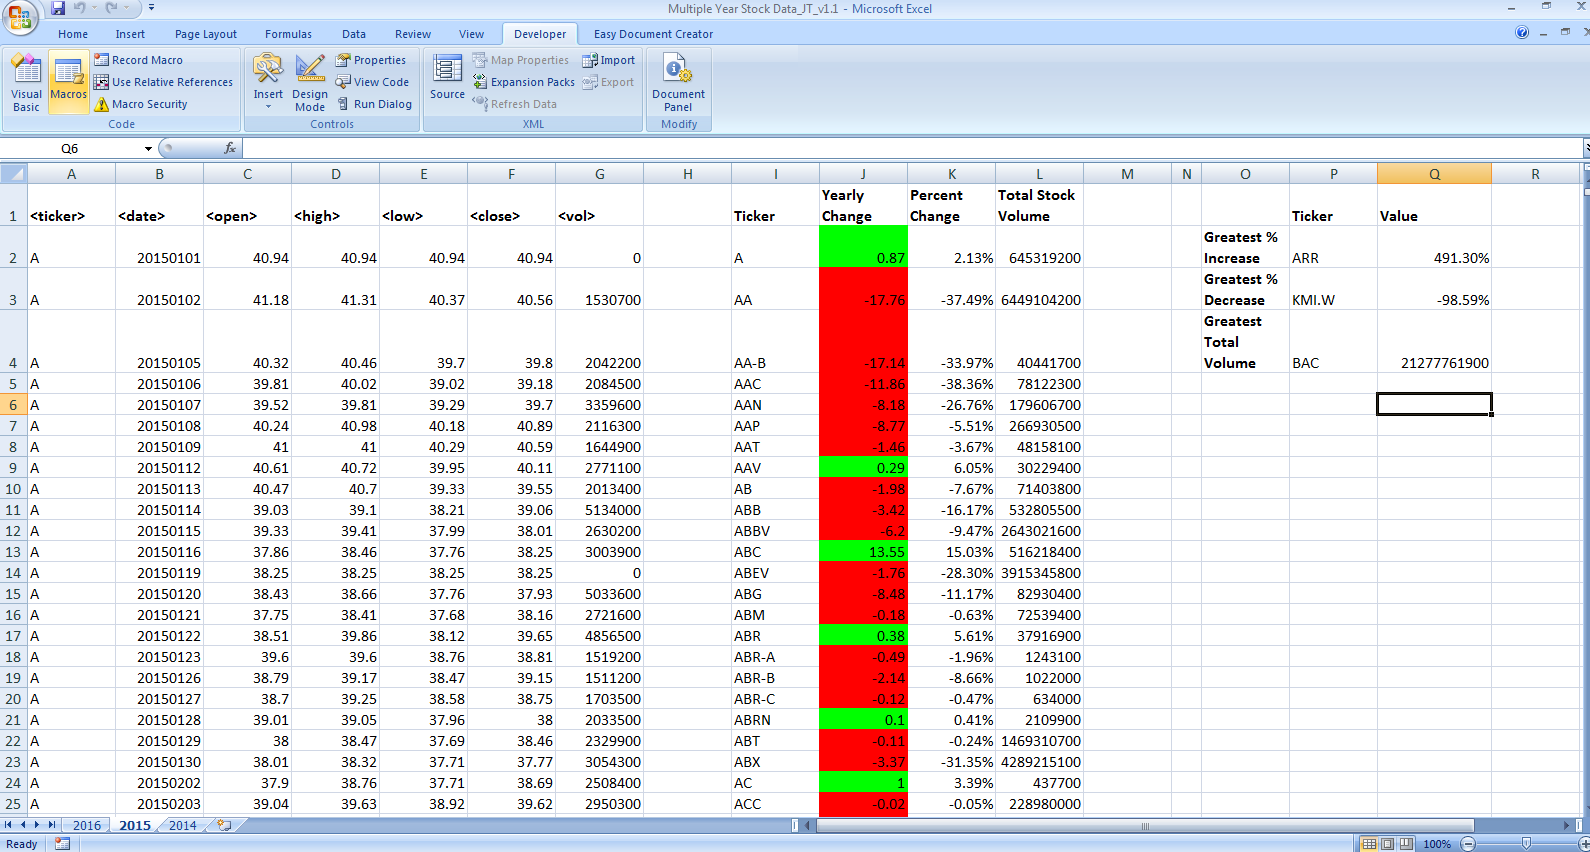 Multiple Year Stock Data_JT_v1.1 - Microsoft Excel
Home Insert Page Layout Formulas Data Review View Developer Easy Document Creator
Visual Basic
Macros
Record Macro
Use Relative References
Macro Security
Code
Insert
Design Mode
Properties
View Code
Run Dialog
Controls
Source
Map Properties
Expansion Packs
Refresh Data
Import
Export
XML
Document Panel
Modify
Q6 fx
A B C D E F G H I J K L M N O P Q R
1 <ticker> <date> <open> <high> <low> <close> <vol> Ticker Yearly Change Percent Change Total Stock Volume Ticker Value
2 A 20150101 40.94 40.94 40.94 40.94 0 A 0.87 2.13% 645319200 Greatest % Increase ARR 491.30%
3 A 20150102 41.18 41.31 40.37 40.56 1530700 AA -17.76 -37.49% 6449104200 Greatest % Decrease KMI.W -98.59%
4 A 20150105 40.32 40.46 39.7 39.8 2042200 AA-B -17.14 -33.97% 40441700 Greatest Total Volume BAC 21277761900
5 A 20150106 39.81 40.02 39.02 39.18 2084500 AAC -11.86 -38.36% 78122300
6 A 20150107 39.52 39.81 39.29 39.7 3359600 AAN -8.18 -26.76% 179606700
7 A 20150108 40.24 40.98 40.18 40.89 2116300 AAP -8.77 -5.51% 266930500
8 A 20150109 41 41 40.29 40.59 1644900 AAT -1.46 -3.67% 48158100
9 A 20150112 40.61 40.72 39.95 40.11 2771100 AAV 0.29 6.05% 30229400
10 A 20150113 40.47 40.7 39.33 39.55 2013400 AB -1.98 -7.67% 71403800
11 A 20150114 39.03 39.1 38.21 39.06 5134000 ABB -3.42 -16.17% 532805500
12 A 20150115 39.33 39.41 37.99 38.01 2630200 ABBV -6.2 -9.47% 2643021600
13 A 20150116 37.86 38.46 37.76 38.25 3003900 ABC 13.55 15.03% 516218400
14 A 20150119 38.25 38.25 38.25 38.25 0 ABEV -1.76 -28.30% 3915345800
15 A 20150120 38.43 38.66 37.76 37.93 5033600 ABG -8.48 -11.17% 82930400
16 A 20150121 37.75 38.41 37.68 38.16 2721600 ABM -0.18 -0.63% 72539400
17 A 20150122 38.51 39.86 38.12 39.65 4856500 ABR 0.38 5.61% 37916900
18 A 20150123 39.6 39.6 38.76 38.81 1519200 ABR-A -0.49 -1.96% 1243100
19 A 20150126 38.79 39.17 38.47 39.15 1511200 ABR-B -2.14 -8.66% 1022000
20 A 20150127 38.7 39.25 38.58 38.75 1703500 ABR-C -0.12 -0.47% 634000
21 A 20150128 39.01 39.05 37.96 38 2033500 ABRN 0.1 0.41% 2109900
22 A 20150129 38 38.47 37.69 38.46 2329900 ABT -0.11 -0.24% 1469310700
23 A 20150130 38.01 38.32 37.71 37.77 3054300 ABX -3.37 -31.35% 4289215100
24 A 20150202 37.9 38.76 37.71 38.69 2508400 AC 1 3.39% 437700
25 A 20150203 39.04 39.63 38.92 39.62 2950300 ACC -0.02 -0.05% 228980000
2016 2015 2014
Ready 100%